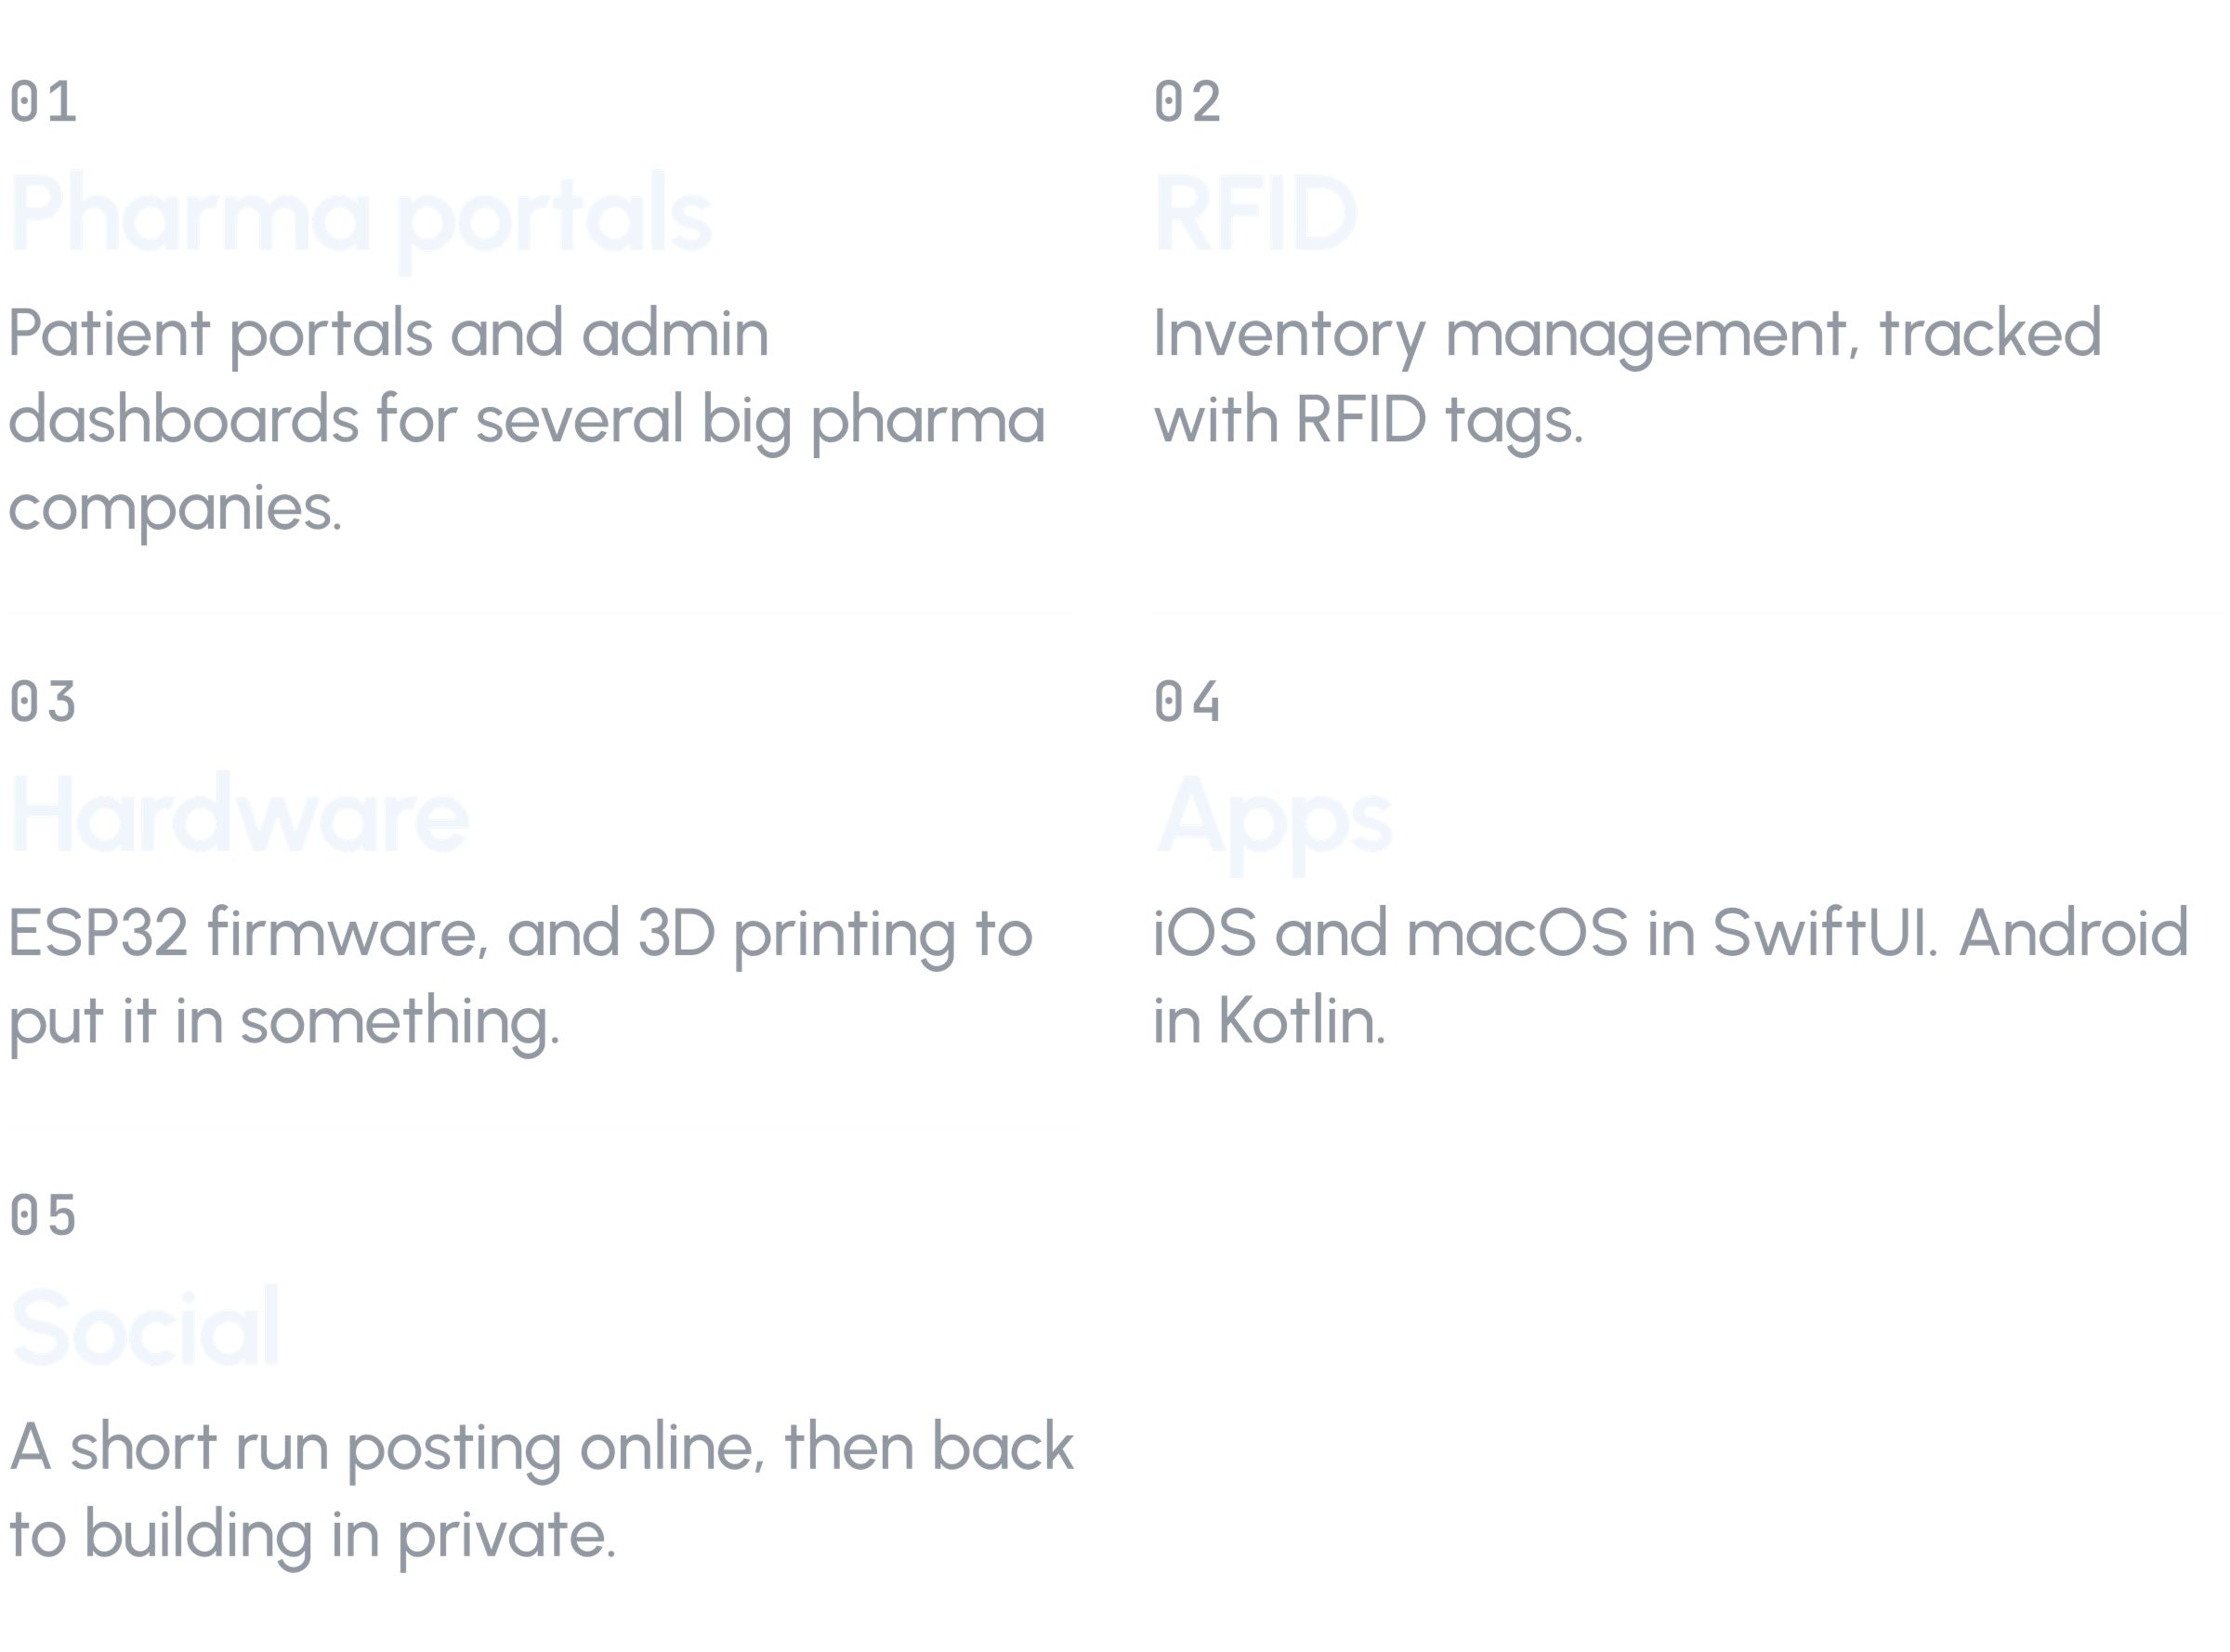 01
Pharma portals
Patient portals and admin
dashboards for several big pharma
companies.
02
RFID
Inventory management, tracked
with RFID tags.
03
Hardware
ESP32 firmware, and 3D printing to
put it in something.
04
Apps
iOS and macOS in SwiftUI. Android
in Kotlin.
05
Social
A short run posting online, then back
to building in private.